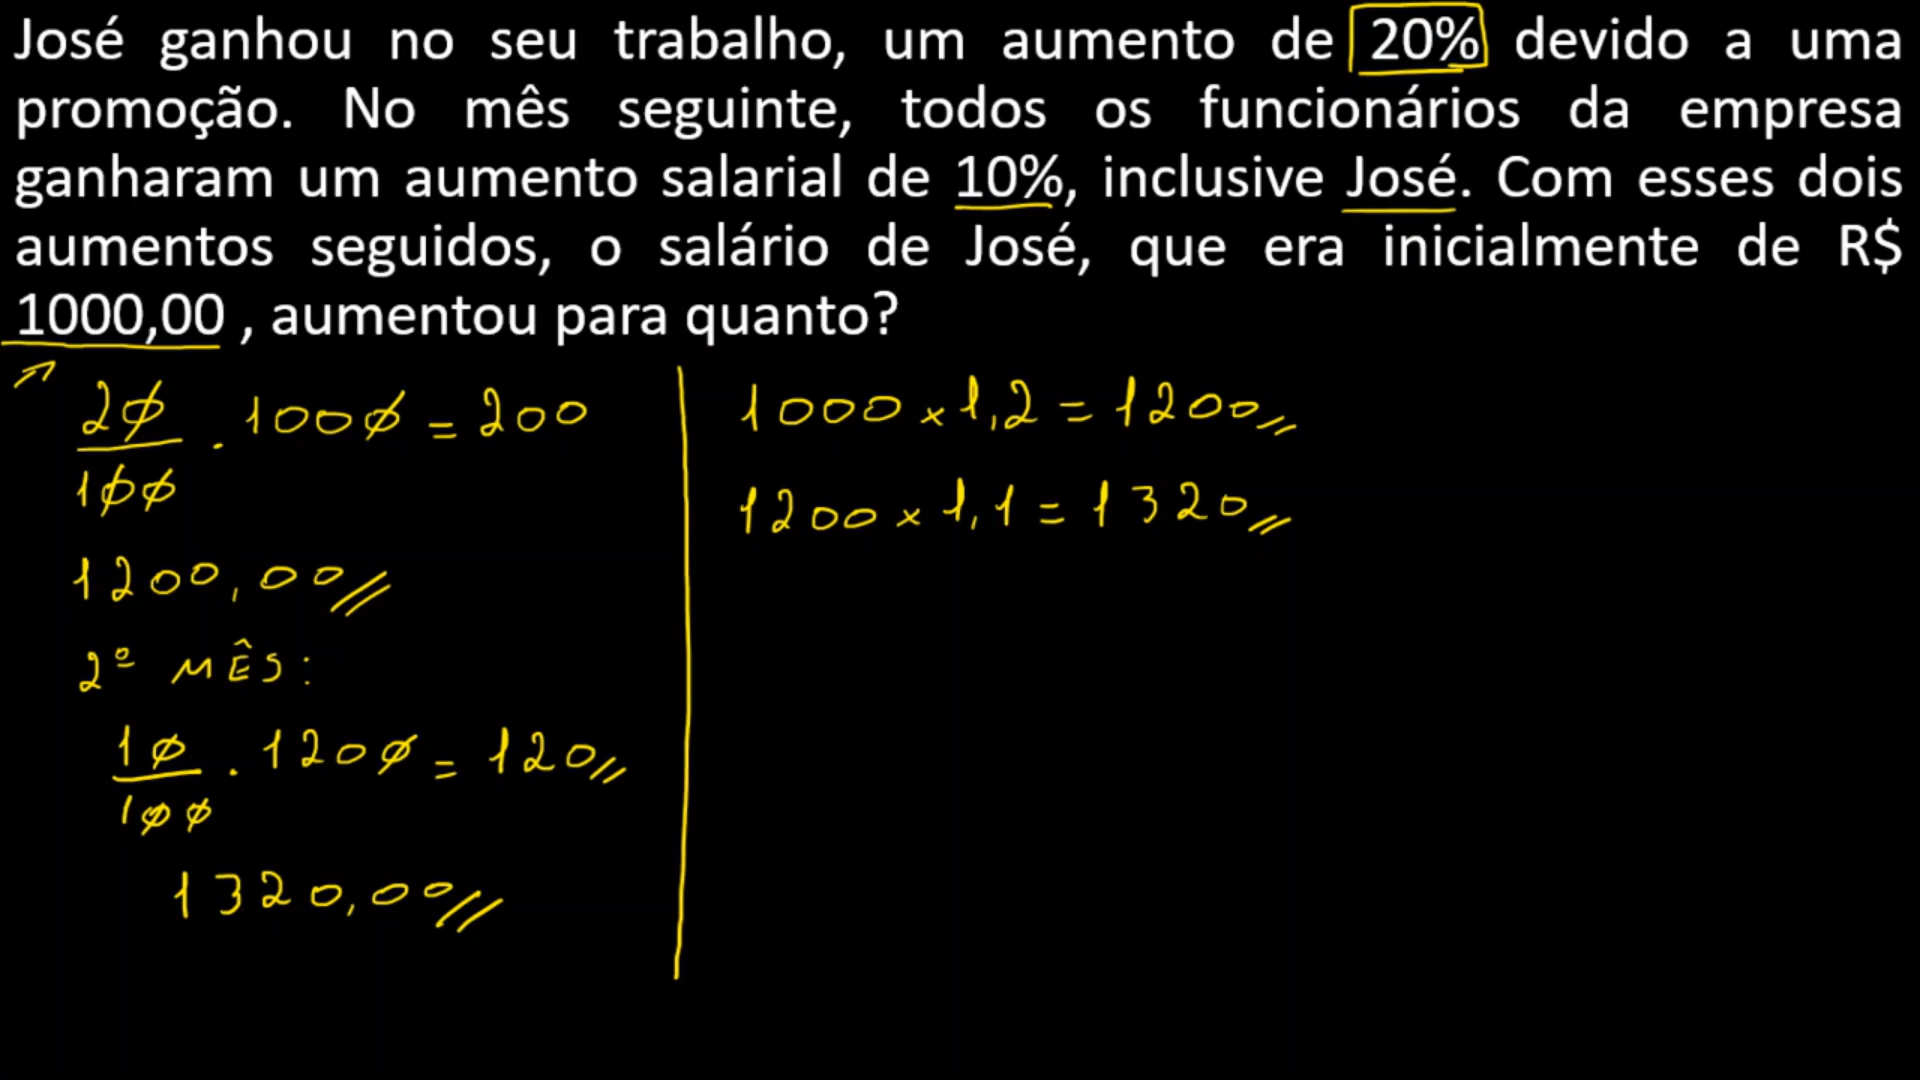 José ganhou no seu trabalho, um aumento de 20% devido a uma
promoção. No mês seguinte, todos os funcionários da empresa
ganharam um aumento salarial de 10%, inclusive José. Com esses dois
aumentos seguidos, o salário de José, que era inicialmente de R$
1000,00 , aumentou para quanto?
20/100 . 1000 = 200
1200,00//
2º MÊS:
10/100 . 1200 = 120//
1320,00//
1000 × 1,2 = 1200//
1200 × 1,1 = 1320//